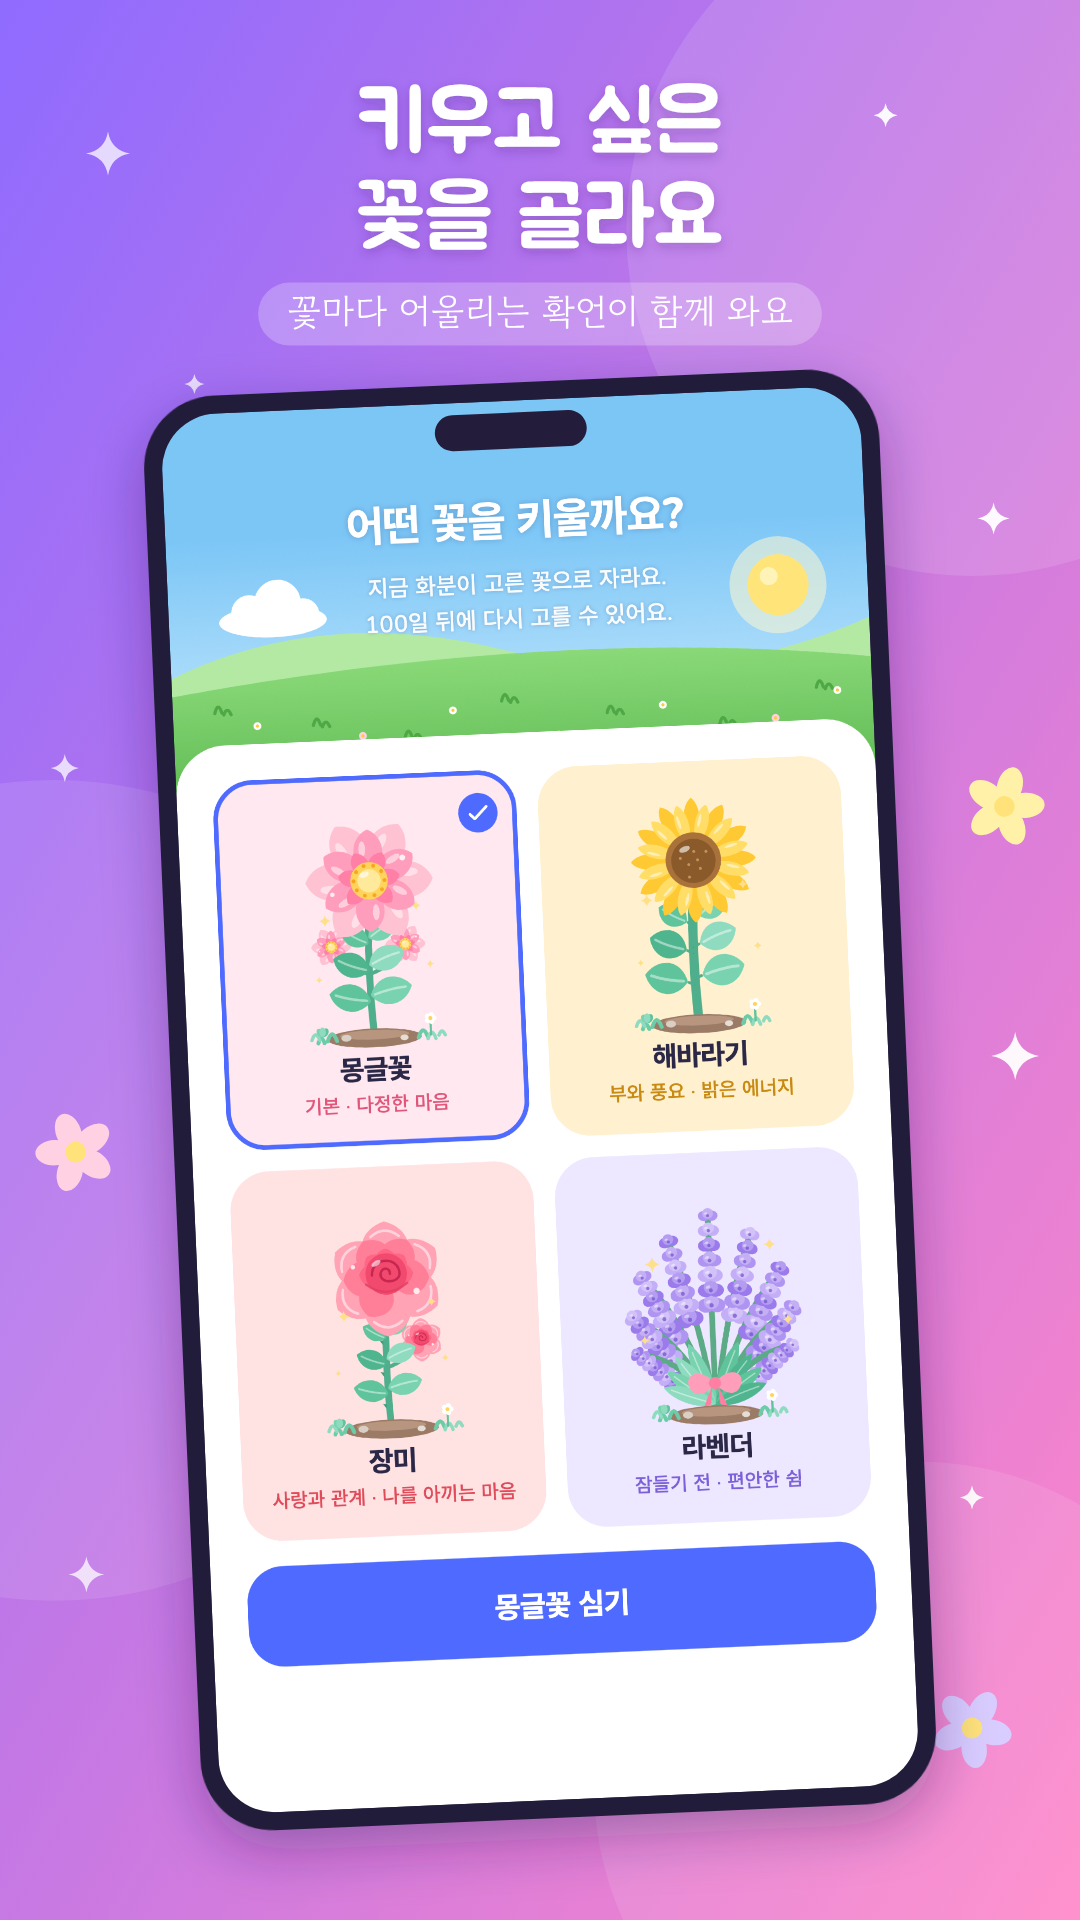 키우고 싶은
꽃을 골라요
꽃마다 어울리는 확언이 함께 와요
어떤 꽃을 키울까요?
지금 화분이 고른 꽃으로 자라요.
100일 뒤에 다시 고를 수 있어요.
몽글꽃
기본 · 다정한 마음
해바라기
부와 풍요 · 밝은 에너지
장미
사랑과 관계 · 나를 아끼는 마음
라벤더
잠들기 전 · 편안한 쉼
몽글꽃 심기